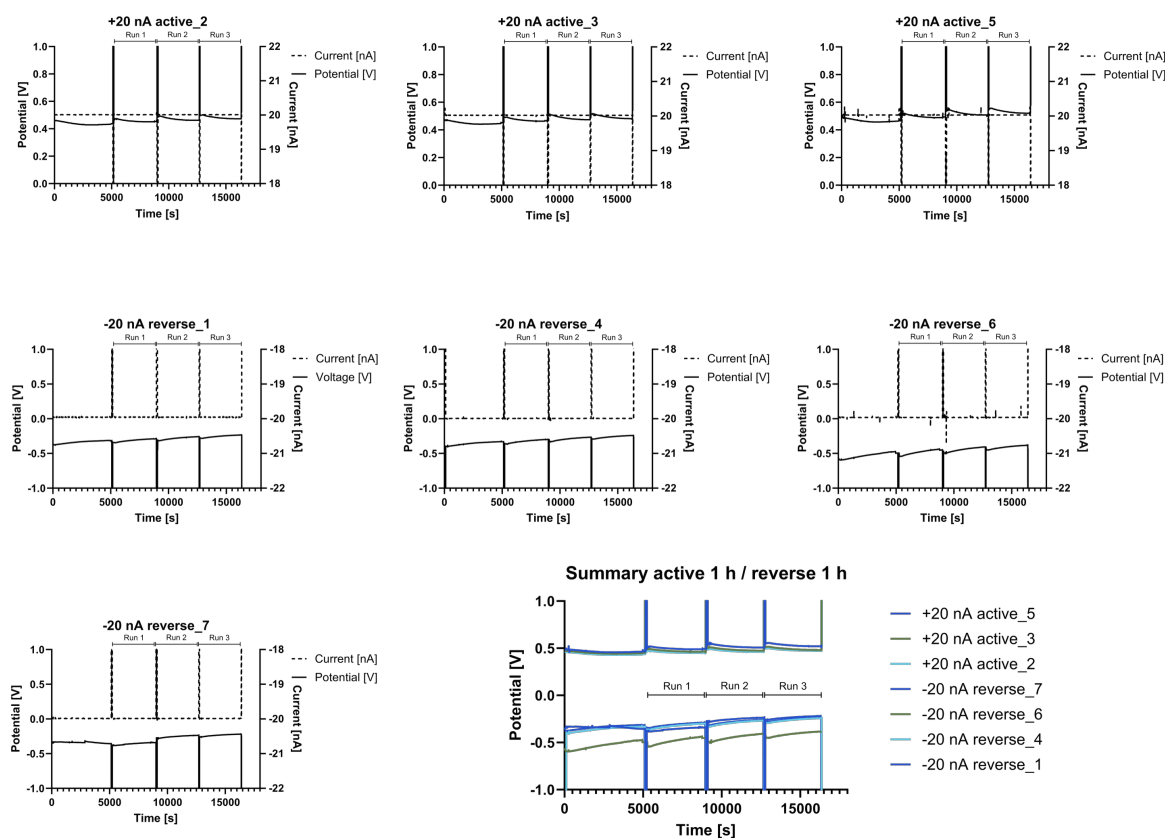 +20 nA active_2
Run 1 Run 2 Run 3
1.0
0.8
0.6
0.4
0.2
0.0
Potential [V]
22
21
20
19
18
Current [nA]
0 5000 10000 15000
Time [s]
Current [nA]
Potential [V]
+20 nA active_3
Run 1 Run 2 Run 3
1.0
0.8
0.6
0.4
0.2
0.0
Potential [V]
22
21
20
19
18
Current [nA]
0 5000 10000 15000
Time [s]
Current [nA]
Potential [V]
+20 nA active_5
Run 1 Run 2 Run 3
1.0
0.8
0.6
0.4
0.2
0.0
Potential [V]
22
21
20
19
18
Current [nA]
0 5000 10000 15000
Time [s]
Current [nA]
Potential [V]
-20 nA reverse_1
Run 1 Run 2 Run 3
1.0
0.5
0.0
-0.5
-1.0
Potential [V]
-18
-19
-20
-21
-22
Current [nA]
0 5000 10000 15000
Time [s]
Current [nA]
Voltage [V]
-20 nA reverse_4
Run 1 Run 2 Run 3
1.0
0.5
0.0
-0.5
-1.0
Potential [V]
-18
-19
-20
-21
-22
Current [nA]
0 5000 10000 15000
Time [s]
Current [nA]
Potential [V]
-20 nA reverse_6
Run 1 Run 2 Run 3
1.0
0.5
0.0
-0.5
-1.0
Potential [V]
-18
-19
-20
-21
-22
Current [nA]
0 5000 10000 15000
Time [s]
Current [nA]
Potential [V]
-20 nA reverse_7
Run 1 Run 2 Run 3
1.0
0.5
0.0
-0.5
-1.0
Potential [V]
-18
-19
-20
-21
-22
Current [nA]
0 5000 10000 15000
Time [s]
Current [nA]
Potential [V]
Summary active 1 h / reverse 1 h
1.0
0.5
0.0
-0.5
-1.0
Potential [V]
Run 1 Run 2 Run 3
0 5000 10000 15000
Time [s]
+20 nA active_5
+20 nA active_3
+20 nA active_2
-20 nA reverse_7
-20 nA reverse_6
-20 nA reverse_4
-20 nA reverse_1